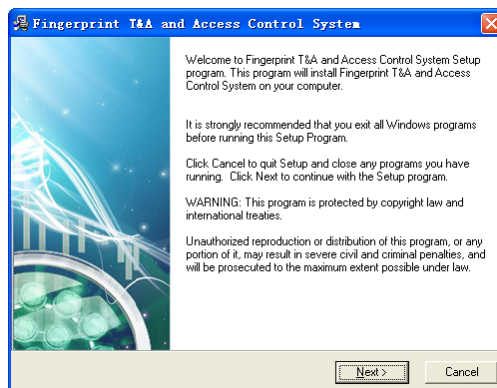 Fingerprint T&A and Access Control System
Welcome to Fingerprint T&A and Access Control System Setup
program. This program will install Fingerprint T&A and Access
Control System on your computer.
It is strongly recommended that you exit all Windows programs
before running this Setup Program.
Click Cancel to quit Setup and close any programs you have
running. Click Next to continue with the Setup program.
WARNING: This program is protected by copyright law and
international treaties.
Unauthorized reproduction or distribution of this program, or any
portion of it, may result in severe civil and criminal penalties, and
will be prosecuted to the maximum extent possible under law.
Next >
Cancel